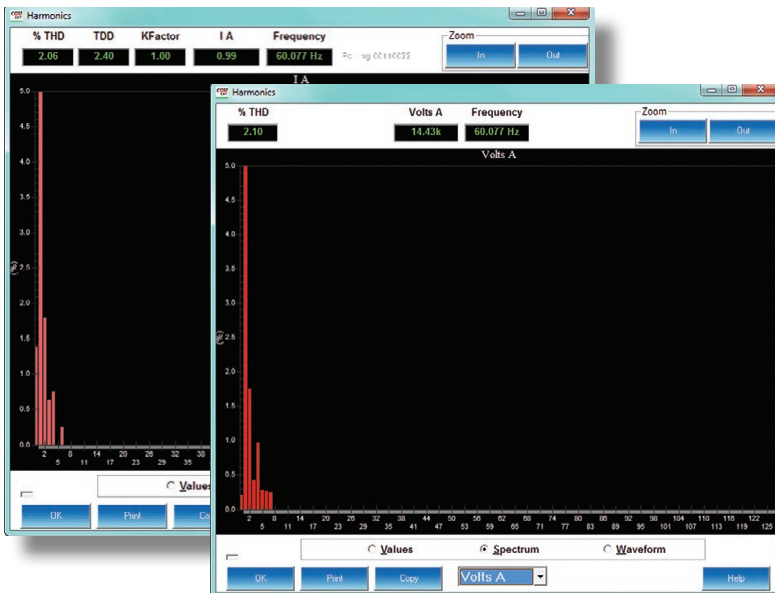 Harmonics
% THD TDD KFactor I A Frequency Zoom
2.06 2.40 1.00 0.99 60.077 Hz In Out
I A
5.0
4.5
4.0
3.5
3.0
(%) 2.5
2.0
1.5
1.0
0.5
0.0
2 8 14 20 26 32 38
5 11 17 23 29 35
Values
OK Print
Harmonics
% THD Volts A Frequency Zoom
2.10 14.43k 60.077 Hz In Out
Volts A
5.0
4.5
4.0
3.5
3.0
(%) 2.5
2.0
1.5
1.0
0.5
0.0
2 8 14 20 26 32 38 44 50 56 62 68 74 80 86 92 98 104 110 116 122
5 11 17 23 29 35 41 47 53 59 65 71 77 83 89 95 101 107 113 119 125
Values Spectrum Waveform
OK Print Copy Volts A Help